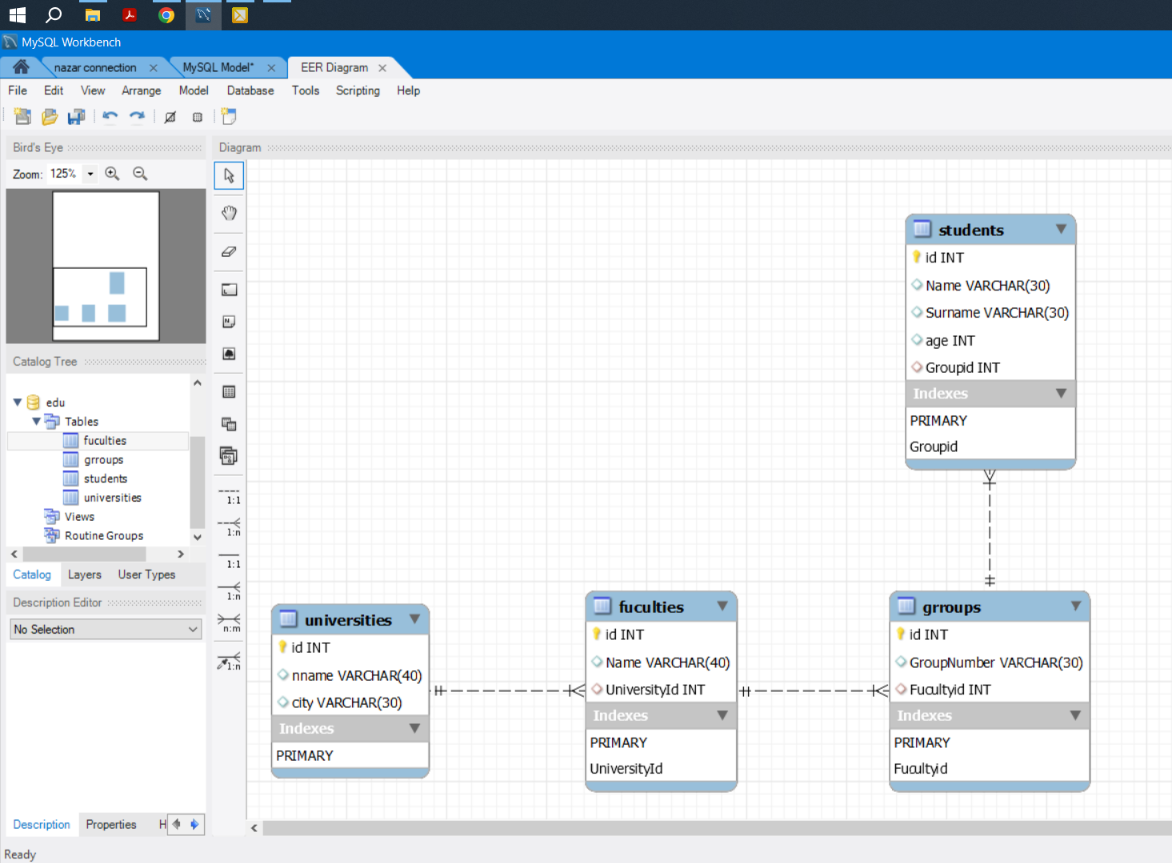 MySQL Workbench
nazar connection
MySQL Model*
EER Diagram
File Edit View Arrange Model Database Tools Scripting Help
Bird's Eye
Diagram
Zoom: 125%
Catalog Tree
edu
Tables
fuculties
grroups
students
universities
Views
Routine Groups
Catalog Layers User Types
Description Editor
No Selection
Description Properties H
Ready
1:1
1:n
1:1
1:n
n:m
1:n
students
id INT
Name VARCHAR(30)
Surname VARCHAR(30)
age INT
Groupid INT
Indexes
PRIMARY
Groupid
universities
id INT
nname VARCHAR(40)
city VARCHAR(30)
Indexes
PRIMARY
fuculties
id INT
Name VARCHAR(40)
UniversityId INT
Indexes
PRIMARY
UniversityId
grroups
id INT
GroupNumber VARCHAR(30)
Fucultyid INT
Indexes
PRIMARY
Fucultyid